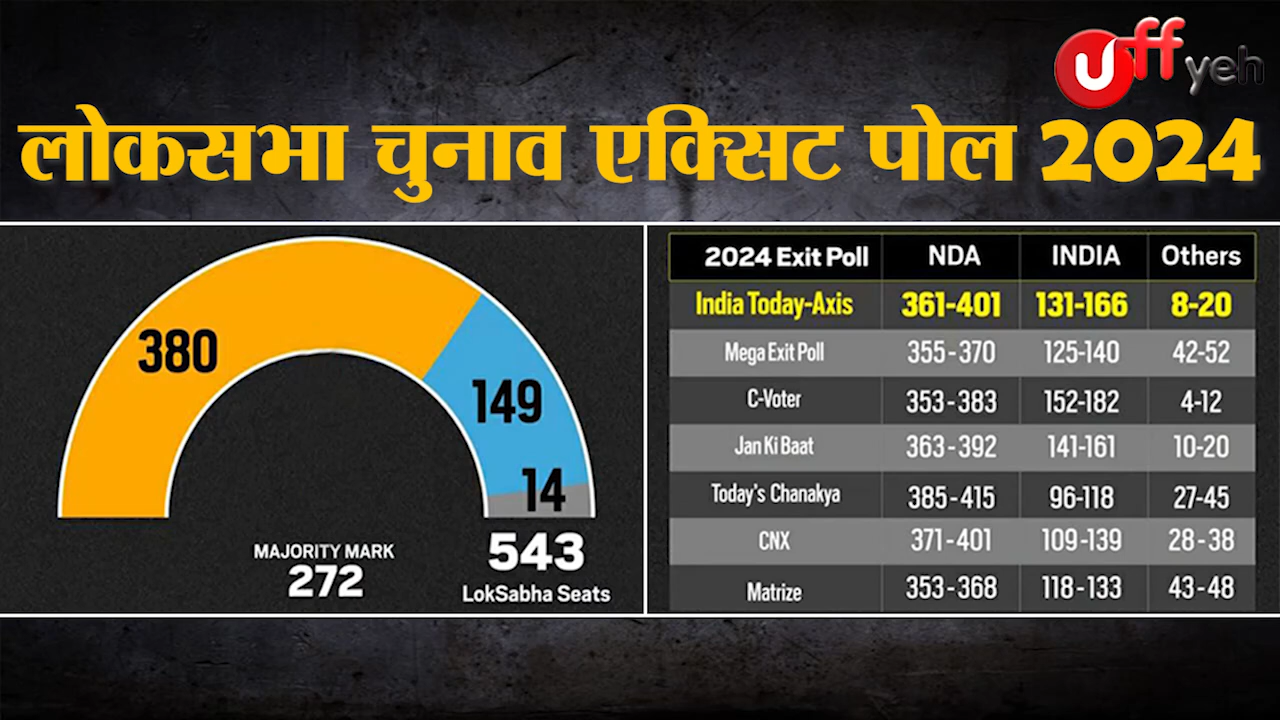 Uff yeh
लोकसभा चुनाव एक्सिट पोल 2024
380
149
14
MAJORITY MARK
272
543
LokSabha Seats
2024 Exit Poll NDA INDIA Others
India Today-Axis 361-401 131-166 8-20
Mega Exit Poll 355-370 125-140 42-52
C-Voter 353-383 152-182 4-12
Jan Ki Baat 363-392 141-161 10-20
Today's Chanakya 385-415 96-118 27-45
CNX 371-401 109-139 28-38
Matrize 353-368 118-133 43-48